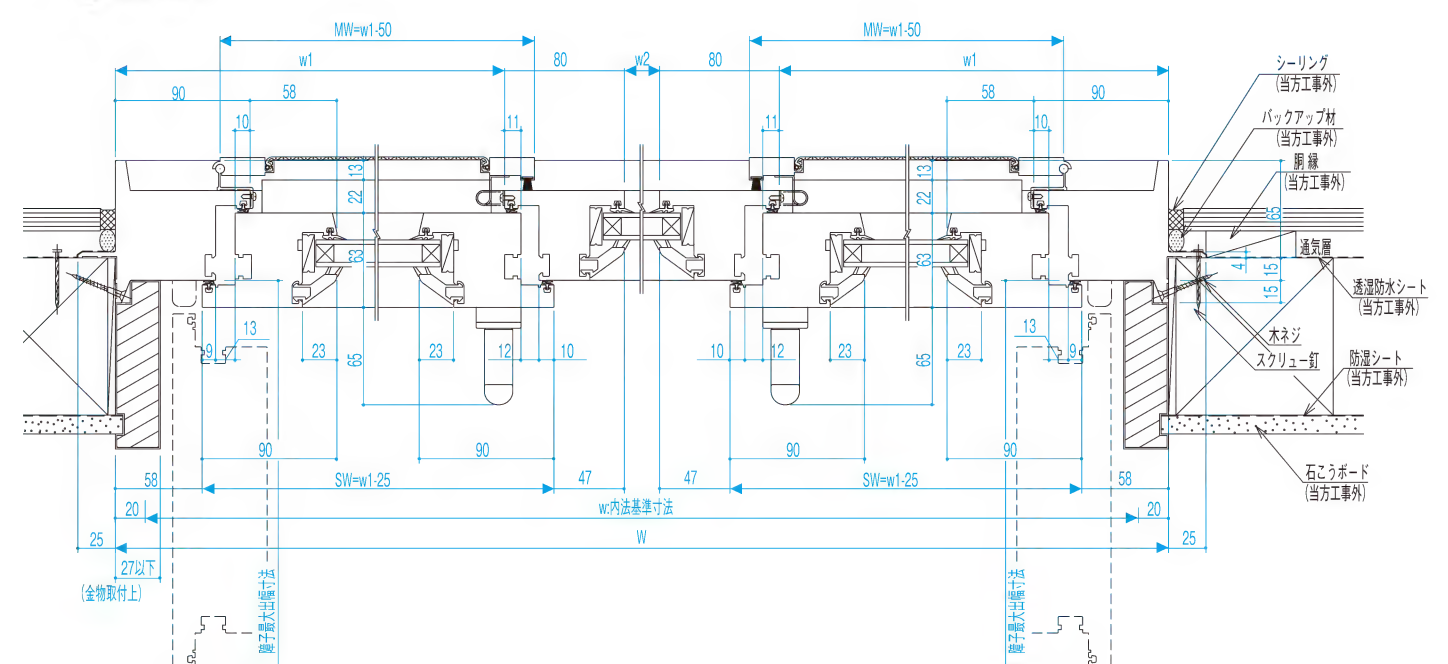 MW=w1-50
MW=w1-50
w1
80
w2
80
w1
90
58
58
90
10
11
11
10
シーリング
(当方工事外)
バックアップ材
(当方工事外)
胴縁
(当方工事外)
13
13
22
22
65
63
63
通気層
4
15
15
透湿防水シート
(当方工事外)
木ネジ
スクリュー釘
防湿シート
(当方工事外)
13
13
9
23
23
12
10
10
12
23
23
9
65
65
90
90
90
90
石こうボード
(当方工事外)
58
SW=w1-25
47
47
SW=w1-25
58
20
w:内法基準寸法
20
25
W
25
27以下
(金物取付上)
障子最大出幅寸法
障子最大出幅寸法